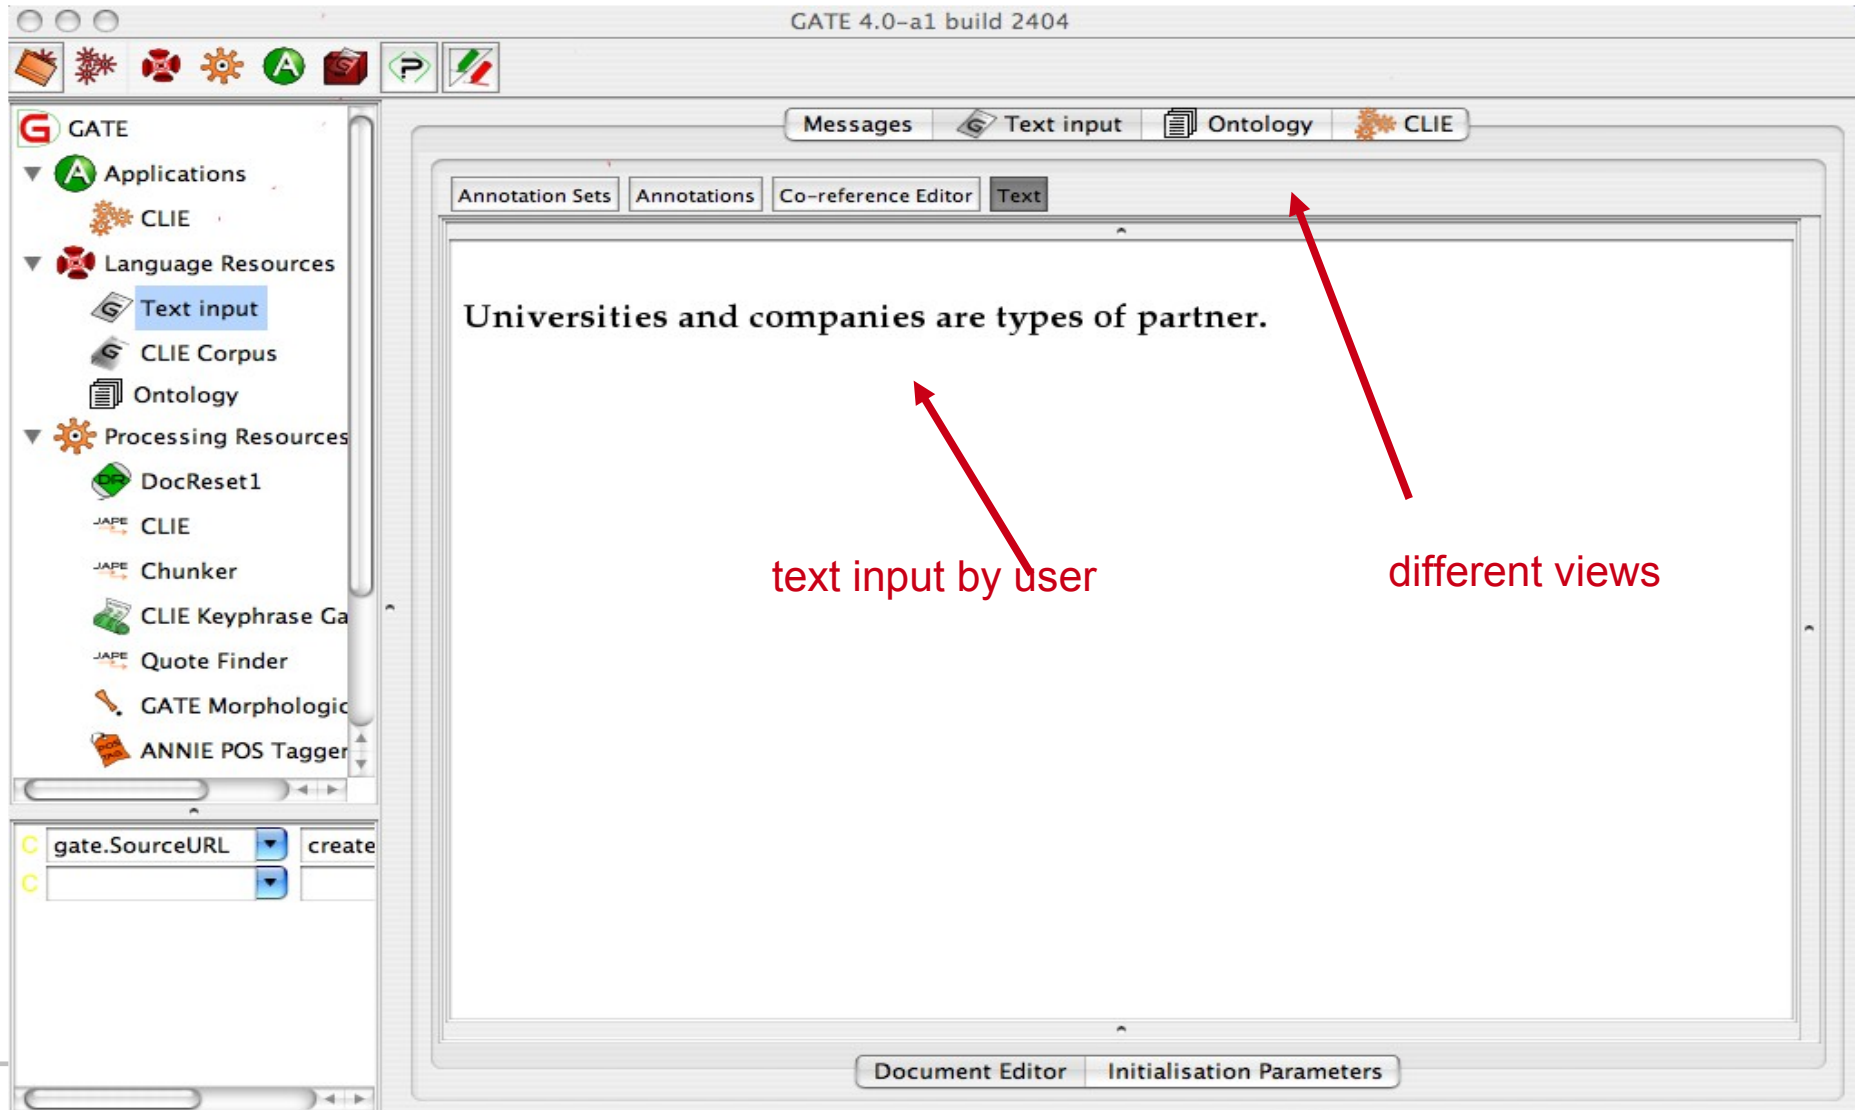 GATE 4.0-a1 build 2404
GATE
Applications
CLIE
Language Resources
Text input
CLIE Corpus
Ontology
Processing Resources
DocReset1
JAPE CLIE
JAPE Chunker
CLIE Keyphrase Ga
JAPE Quote Finder
GATE Morphologic
ANNIE POS Tagger
C gate.SourceURL create
C
Messages Text input Ontology CLIE
Annotation Sets Annotations Co-reference Editor Text
Universities and companies are types of partner.
text input by user
different views
Document Editor Initialisation Parameters